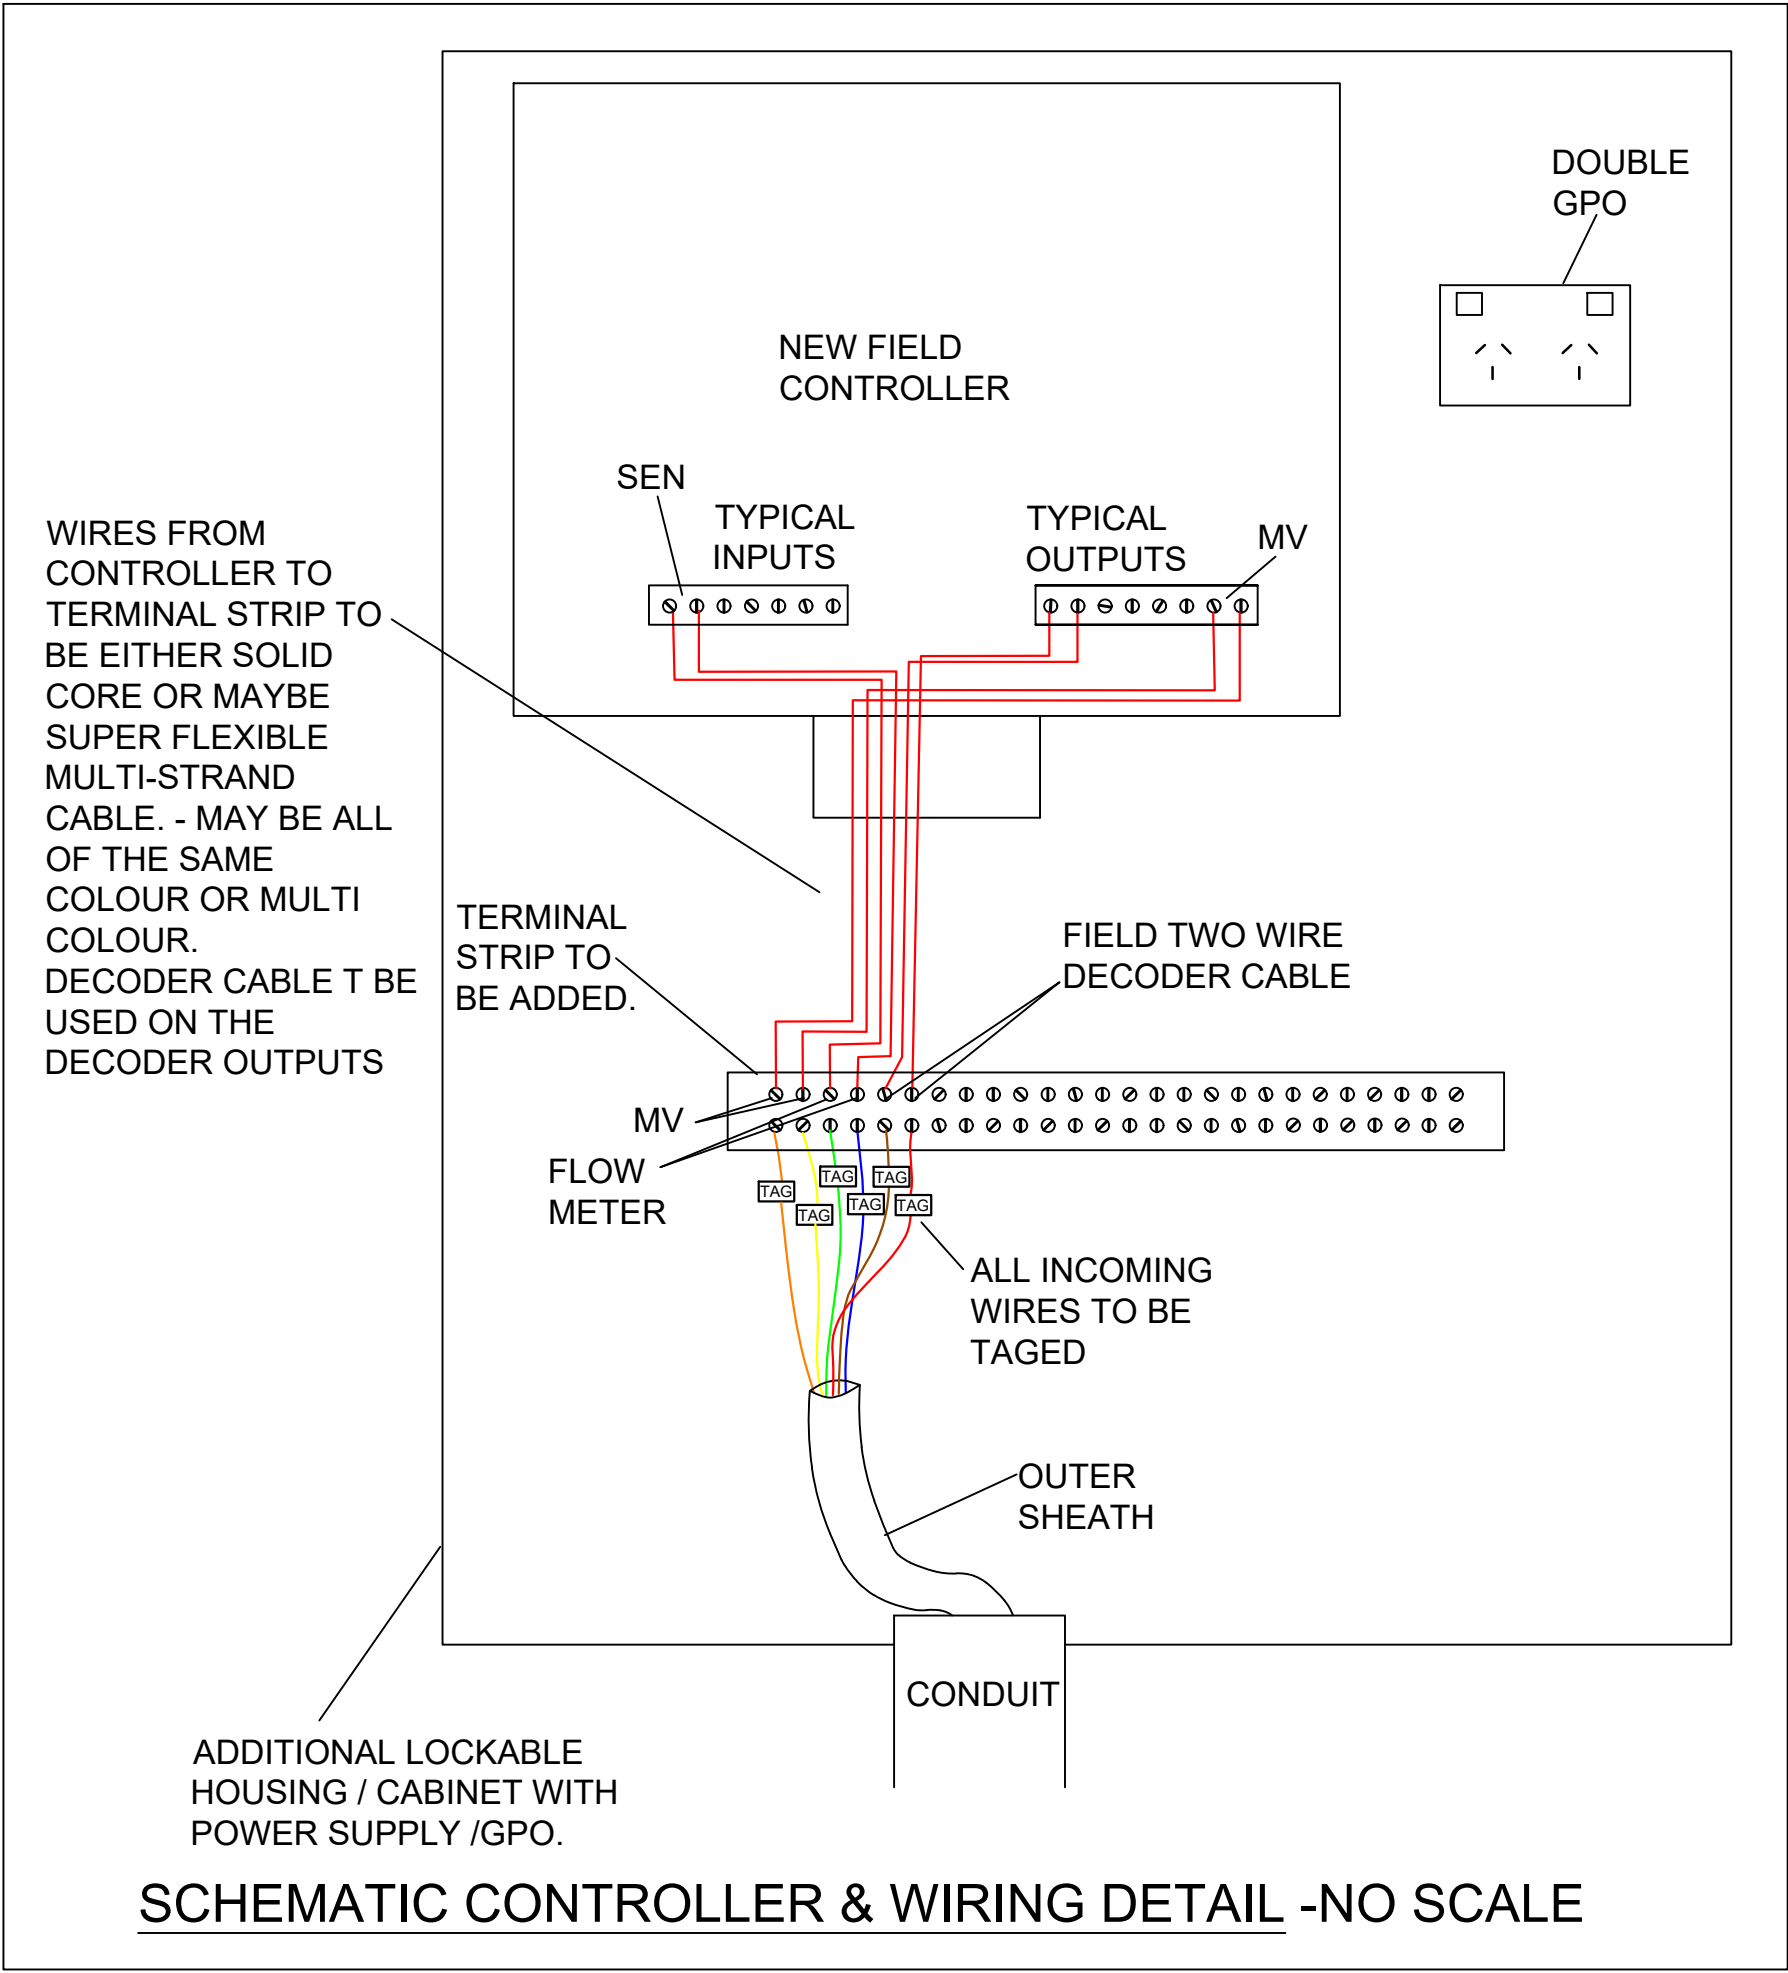 DOUBLE
GPO
NEW FIELD
CONTROLLER
SEN
TYPICAL
INPUTS
TYPICAL
OUTPUTS
MV
WIRES FROM
CONTROLLER TO
TERMINAL STRIP TO
BE EITHER SOLID
CORE OR MAYBE
SUPER FLEXIBLE
MULTI-STRAND
CABLE. - MAY BE ALL
OF THE SAME
COLOUR OR MULTI
COLOUR.
DECODER CABLE T BE
USED ON THE
DECODER OUTPUTS
TERMINAL
STRIP TO
BE ADDED.
FIELD TWO WIRE
DECODER CABLE
MV
FLOW
METER
TAG
TAG
TAG
TAG
TAG
TAG
ALL INCOMING
WIRES TO BE
TAGED
OUTER
SHEATH
CONDUIT
ADDITIONAL LOCKABLE
HOUSING / CABINET WITH
POWER SUPPLY /GPO.
SCHEMATIC CONTROLLER & WIRING DETAIL -NO SCALE